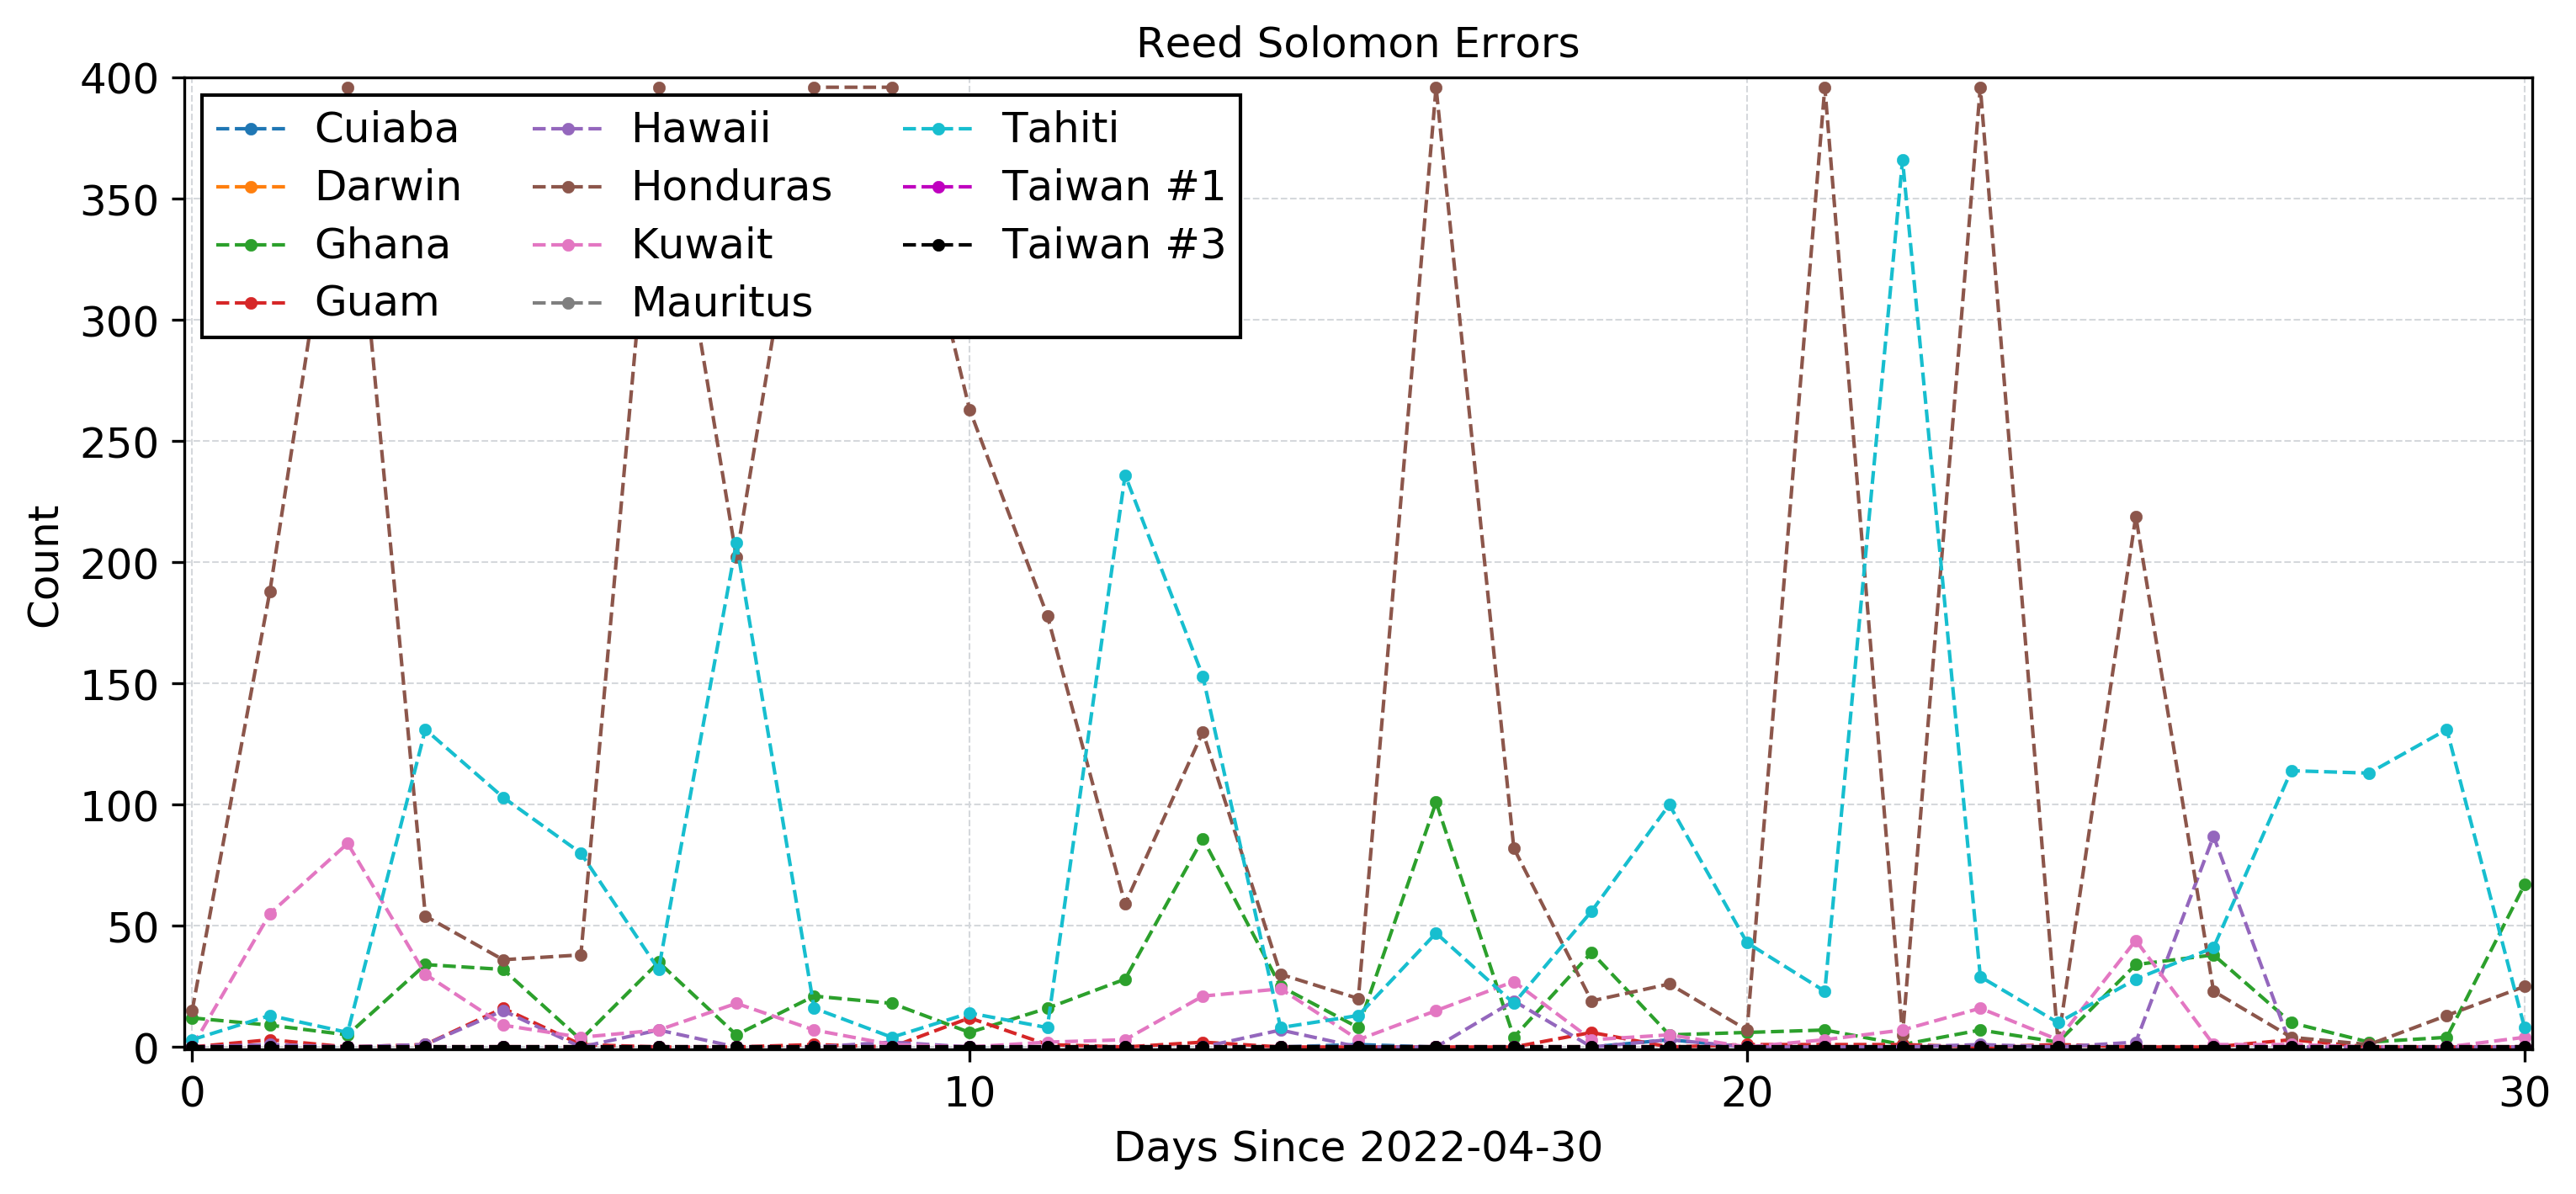 Reed Solomon Errors
400
350
300
250
200
150
100
50
0
Count
Cuiaba
Darwin
Ghana
Guam
Hawaii
Honduras
Kuwait
Mauritus
Tahiti
Taiwan #1
Taiwan #3
0 10 20 30
Days Since 2022-04-30